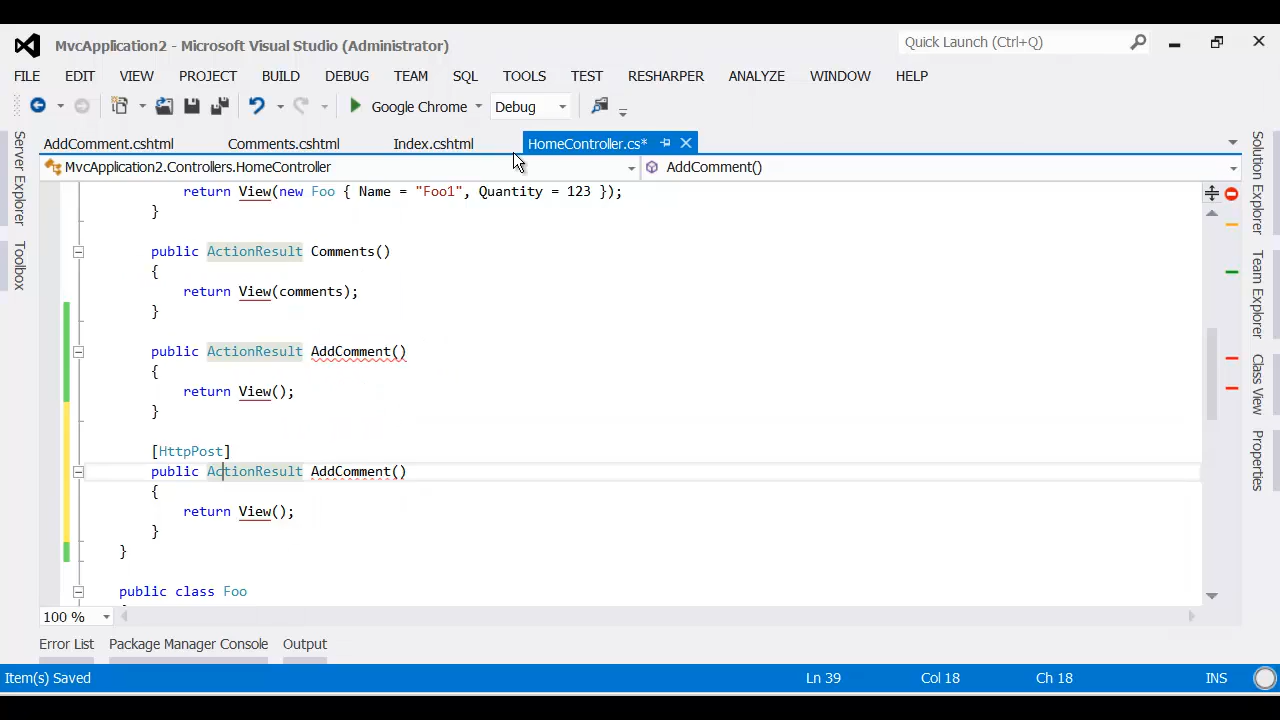 MvcApplication2 - Microsoft Visual Studio (Administrator)
Quick Launch (Ctrl+Q)
FILE EDIT VIEW PROJECT BUILD DEBUG TEAM SQL TOOLS TEST RESHARPER ANALYZE WINDOW HELP
Google Chrome Debug
AddComment.cshtml Comments.cshtml Index.cshtml HomeController.cs*
MvcApplication2.Controllers.HomeController AddComment()
Server Explorer
Toolbox
return View(new Foo { Name = "Foo1", Quantity = 123 });
}
public ActionResult Comments()
{
return View(comments);
}
public ActionResult AddComment()
{
return View();
}
[HttpPost]
public ActionResult AddComment()
{
return View();
}
}
public class Foo
Solution Explorer
Team Explorer
Class View
Properties
100 %
Error List Package Manager Console Output
Item(s) Saved Ln 39 Col 18 Ch 18 INS